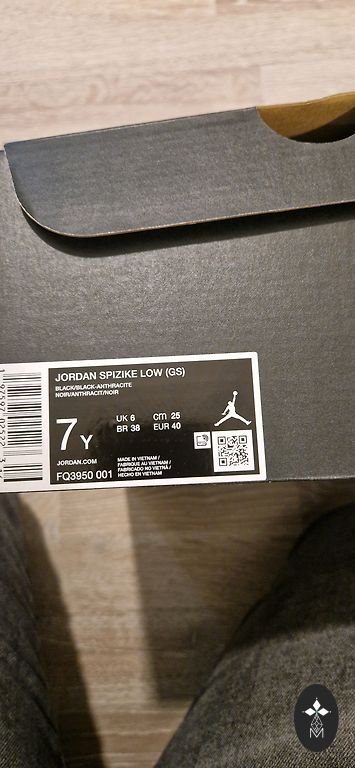 JORDAN SPIZIKE LOW (GS)
BLACK/BLACK-ANTHRACITE
NOIR/ANTHRACIT/NOIR
7 Y
UK 6 cm 25
BR 38 EUR 40
JORDAN.COM
FQ3950 001
MADE IN VIETNAM /
FABRIQUE AU VIETNAM /
FABRICADO NO VIETNÃ /
HECHO EN VIETNAM
M